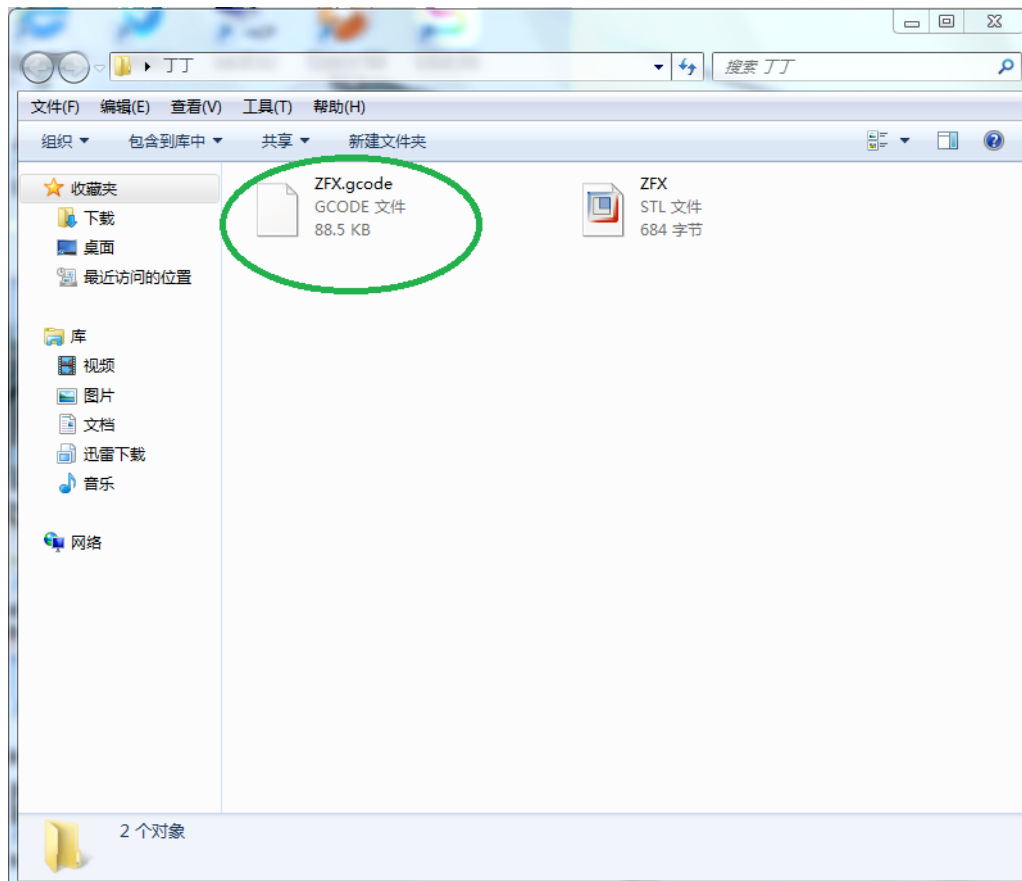 丁丁
搜索 丁丁
文件(F) 编辑(E) 查看(V) 工具(T) 帮助(H)
组织 包含到库中 共享 新建文件夹
收藏夹
下载
桌面
最近访问的位置
库
视频
图片
文档
迅雷下载
音乐
网络
ZFX.gcode
GCODE 文件
88.5 KB
ZFX
STL 文件
684 字节
2 个对象